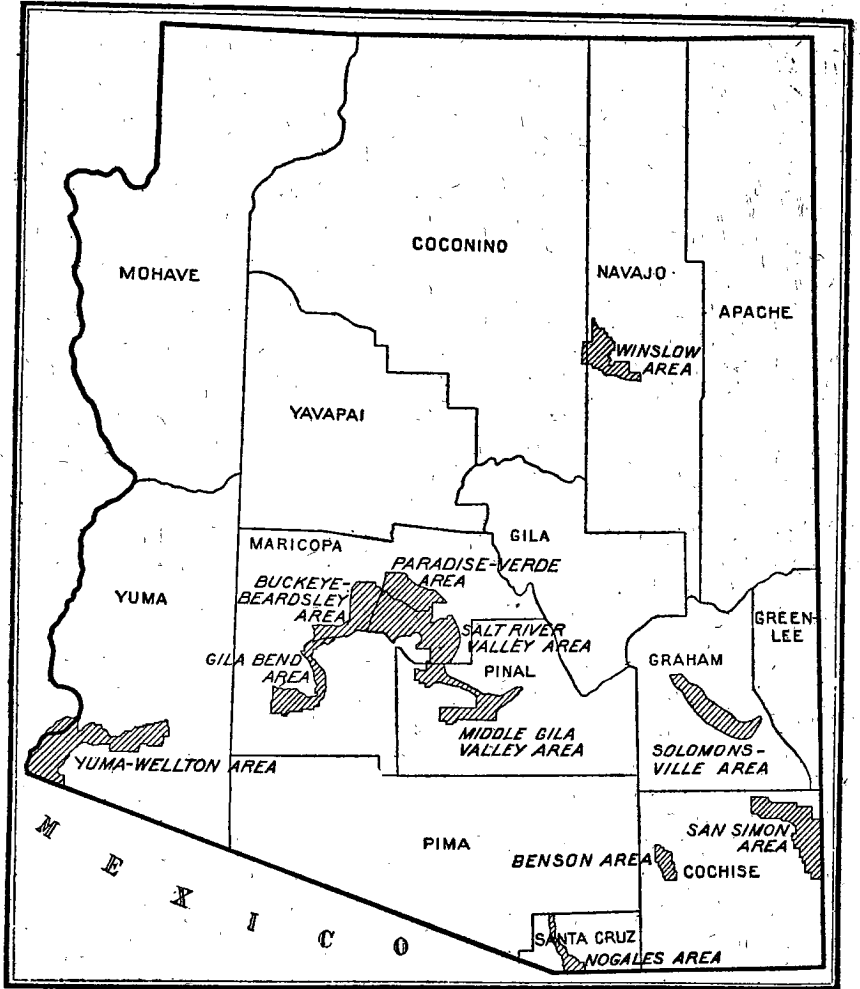 COCONINO
MOHAVE
NAVAJO
APACHE
WINSLOW
AREA
YAVAPAI
GILA
MARICOPA
PARADISE-VERDE
AREA
BUCKEYE-
BEARDSLEY
AREA
YUMA
GREEN-
LEE
SALT RIVER
VALLEY AREA
GILA BEND
AREA
PINAL
GRAHAM
MIDDLE GILA
VALLEY AREA
SOLOMONS-
VILLE AREA
YUMA-WELLTON AREA
SAN SIMON
AREA
PIMA
BENSON AREA
COCHISE
MEXICO
SANTA CRUZ
NOGALES AREA